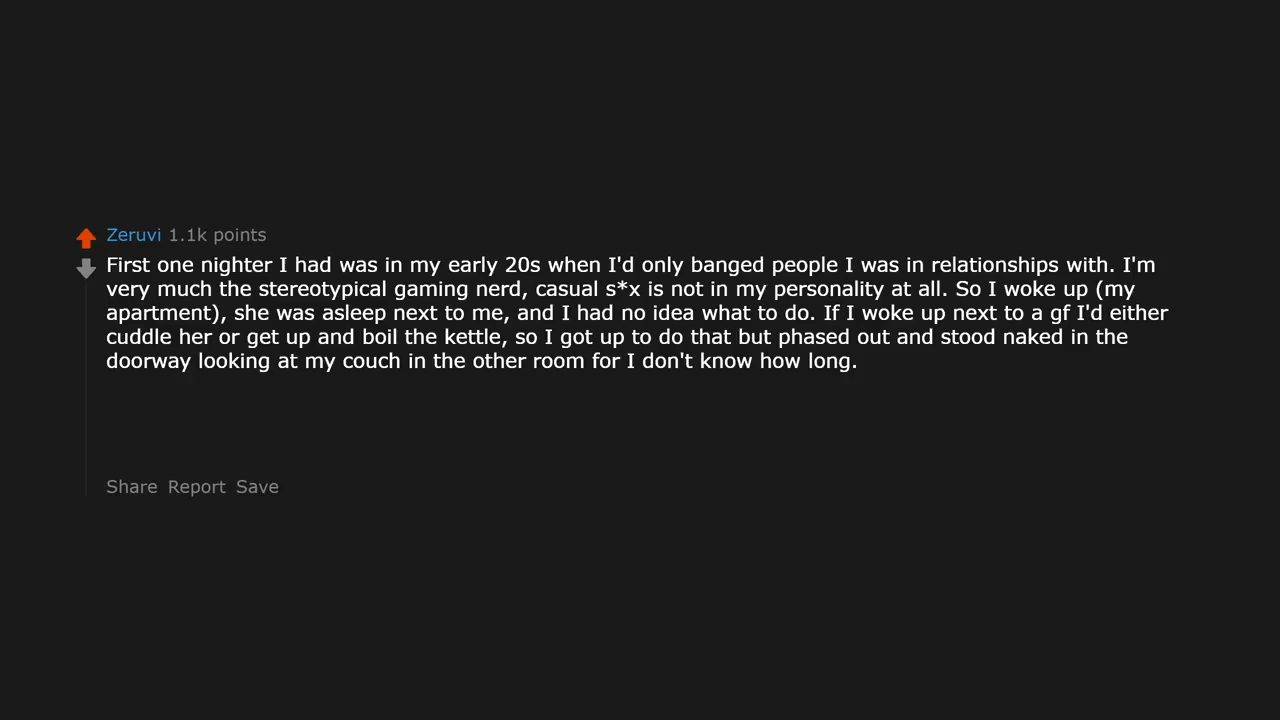 Zeruvi 1.1k points
First one nighter I had was in my early 20s when I'd only banged people I was in relationships with. I'm
very much the stereotypical gaming nerd, casual s*x is not in my personality at all. So I woke up (my
apartment), she was asleep next to me, and I had no idea what to do. If I woke up next to a gf I'd either
cuddle her or get up and boil the kettle, so I got up to do that but phased out and stood naked in the
doorway looking at my couch in the other room for I don't know how long.
Share Report Save